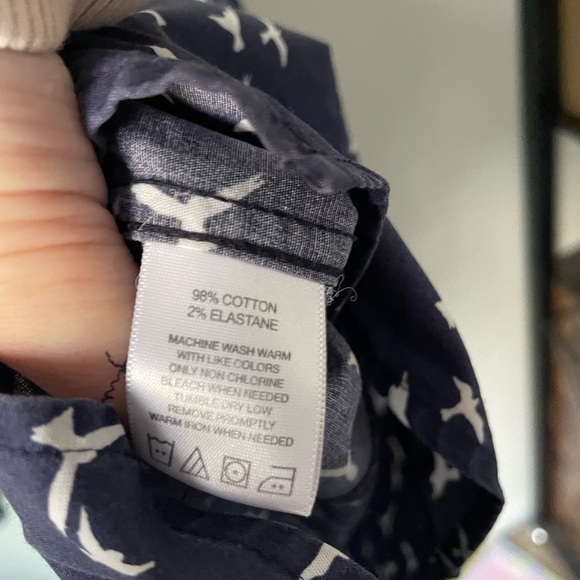 98% COTTON
2% ELASTANE
MACHINE WASH WARM
WITH LIKE COLORS
ONLY NON CHLORINE
BLEACH WHEN NEEDED
TUMBLE DRY LOW
REMOVE PROMPTLY
WARM IRON WHEN NEEDED